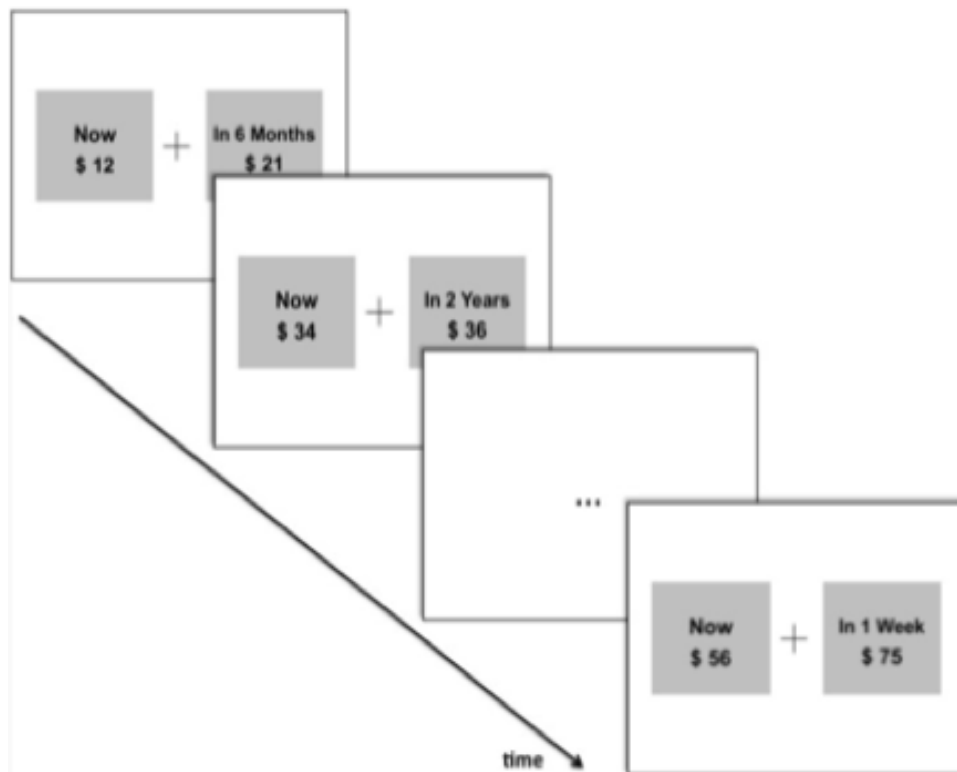 Now
$ 12
+
In 6 Months
$ 21
Now
$ 34
+
In 2 Years
$ 36
...
Now
$ 56
+
In 1 Week
$ 75
time